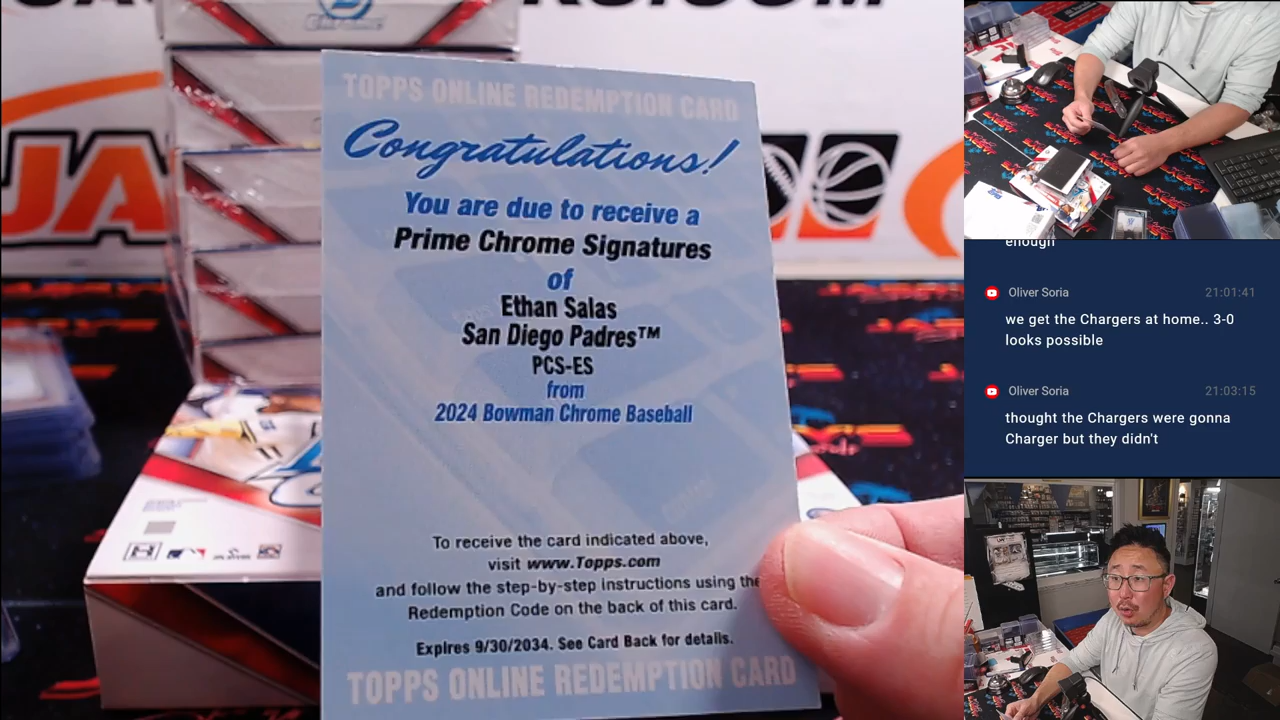 TOPPS ONLINE REDEMPTION CARD
Congratulations!
You are due to receive a
Prime Chrome Signatures
of
Ethan Salas
San Diego Padres™
PCS-ES
from
2024 Bowman Chrome Baseball
To receive the card indicated above,
visit www.Topps.com
and follow the step-by-step instructions using the
Redemption Code on the back of this card.
Expires 9/30/2034. See Card Back for details.
TOPPS ONLINE REDEMPTION CARD
JA
enough
Oliver Soria 21:01:41
we get the Chargers at home.. 3-0
looks possible
Oliver Soria 21:03:15
thought the Chargers were gonna
Charger but they didn't